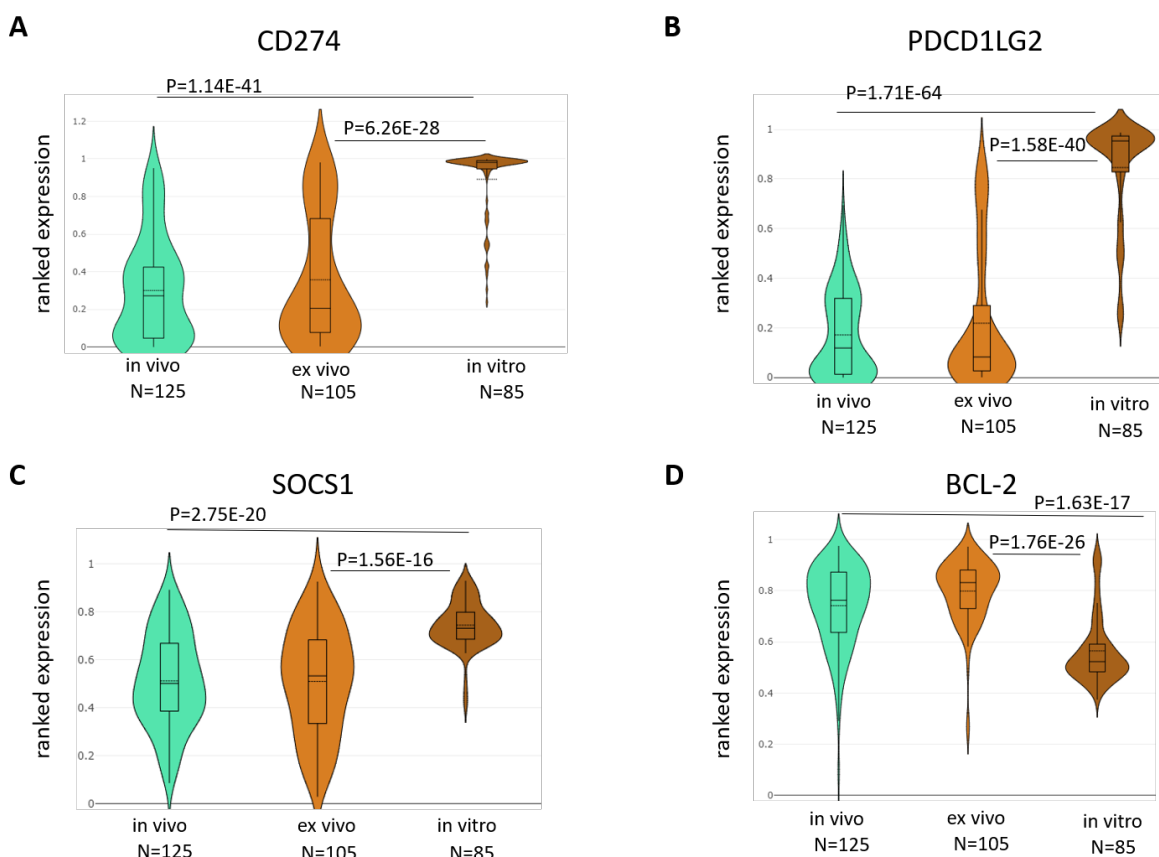 A
CD274
P=1.14E-41
P=6.26E-28
ranked expression
1.2
1
0.8
0.6
0.4
0.2
0
in vivo
N=125
ex vivo
N=105
in vitro
N=85
B
PDCD1LG2
P=1.71E-64
P=1.58E-40
ranked expression
1
0.8
0.6
0.4
0.2
0
in vivo
N=125
ex vivo
N=105
in vitro
N=85
C
SOCS1
P=2.75E-20
P=1.56E-16
ranked expression
1
0.8
0.6
0.4
0.2
0
in vivo
N=125
ex vivo
N=105
in vitro
N=85
D
BCL-2
P=1.63E-17
P=1.76E-26
ranked expression
1
0.8
0.6
0.4
0.2
0
in vivo
N=125
ex vivo
N=105
in vitro
N=85